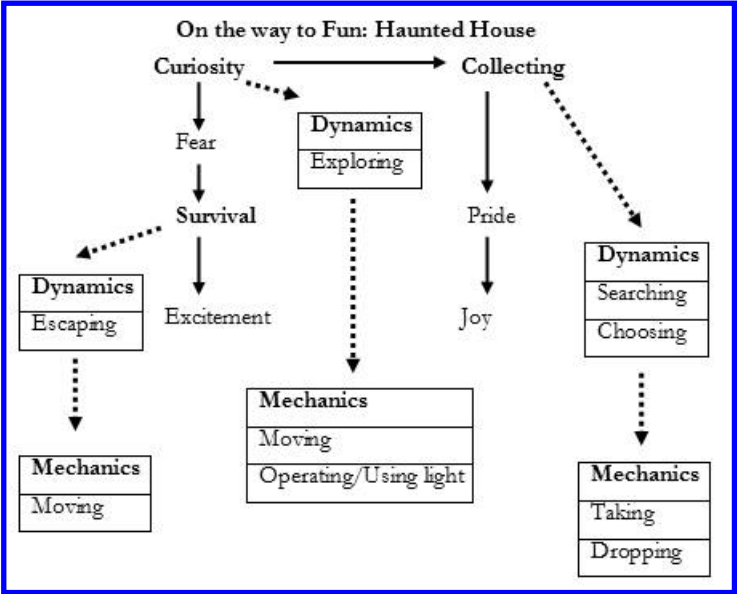 On the way to Fun: Haunted House
Curiosity
Collecting
Fear
Dynamics
Exploring
Survival
Pride
Dynamics
Searching
Choosing
Dynamics
Escaping
Excitement
Joy
Mechanics
Moving
Operating/Using light
Mechanics
Moving
Mechanics
Taking
Dropping